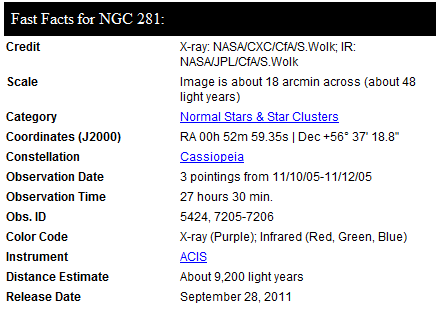 Fast Facts for NGC 281:
Credit X-ray: NASA/CXC/CfA/S.Wolk; IR:
NASA/JPL/CfA/S.Wolk
Scale Image is about 18 arcmin across (about 48
light years)
Category Normal Stars & Star Clusters
Coordinates (J2000) RA 00h 52m 59.35s | Dec +56° 37' 18.8"
Constellation Cassiopeia
Observation Date 3 pointings from 11/10/05-11/12/05
Observation Time 27 hours 30 min.
Obs. ID 5424, 7205-7206
Color Code X-ray (Purple); Infrared (Red, Green, Blue)
Instrument ACIS
Distance Estimate About 9,200 light years
Release Date September 28, 2011